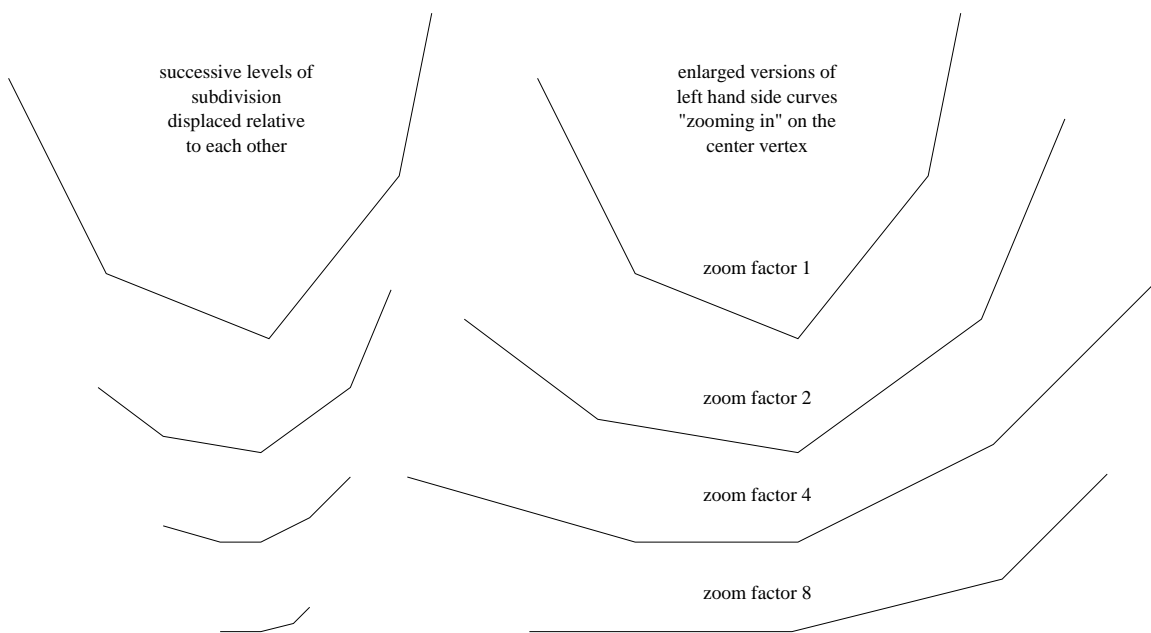 successive levels of
subdivision
displaced relative
to each other
enlarged versions of
left hand side curves
"zooming in" on the
center vertex
zoom factor 1
zoom factor 2
zoom factor 4
zoom factor 8